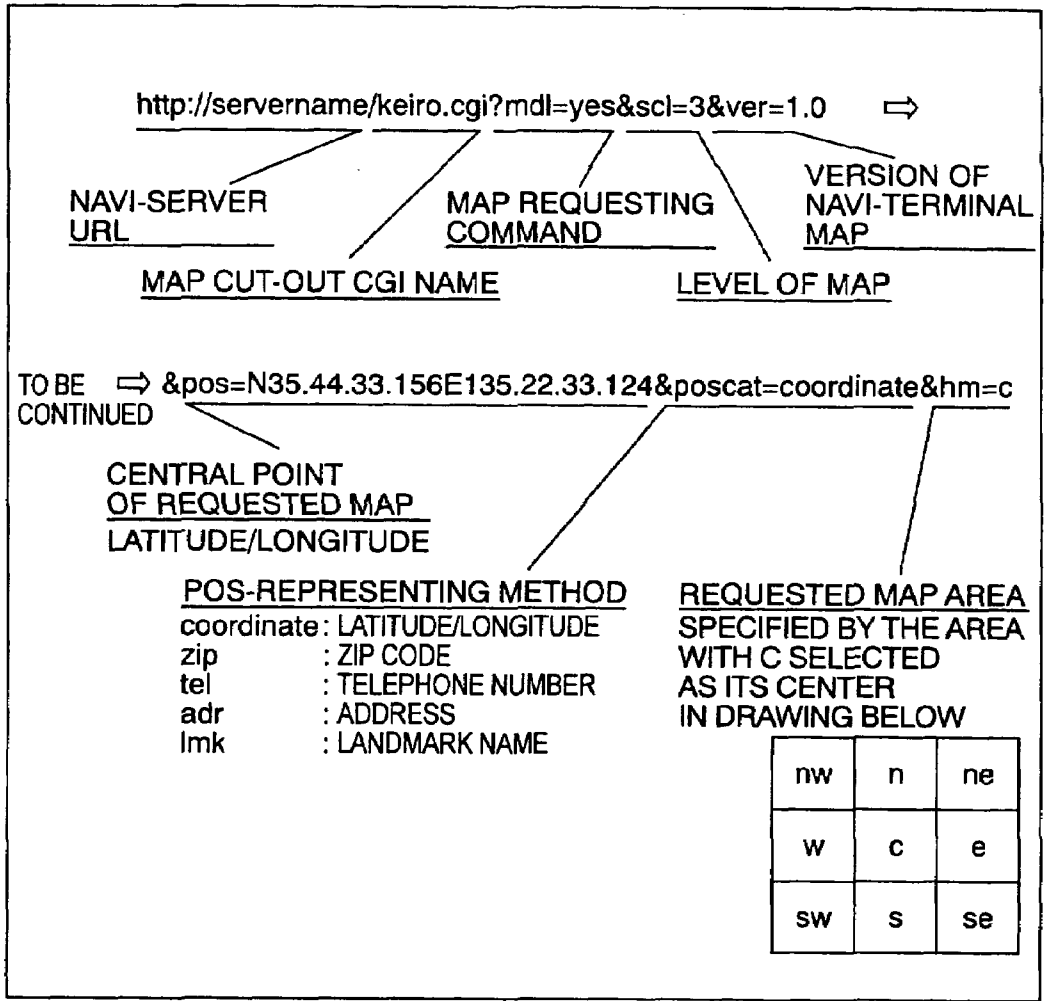 http://servername/keiro.cgi?mdl=yes&scl=3&ver=1.0 ⇨
NAVI-SERVER
URL
MAP CUT-OUT CGI NAME
MAP REQUESTING
COMMAND
LEVEL OF MAP
VERSION OF
NAVI-TERMINAL
MAP
TO BE
CONTINUED
⇨ &pos=N35.44.33.156E135.22.33.124&poscat=coordinate&hm=c
CENTRAL POINT
OF REQUESTED MAP
LATITUDE/LONGITUDE
POS-REPRESENTING METHOD
coordinate: LATITUDE/LONGITUDE
zip : ZIP CODE
tel : TELEPHONE NUMBER
adr : ADDRESS
lmk : LANDMARK NAME
REQUESTED MAP AREA
SPECIFIED BY THE AREA
WITH C SELECTED
AS ITS CENTER
IN DRAWING BELOW
nw n ne
w c e
sw s se